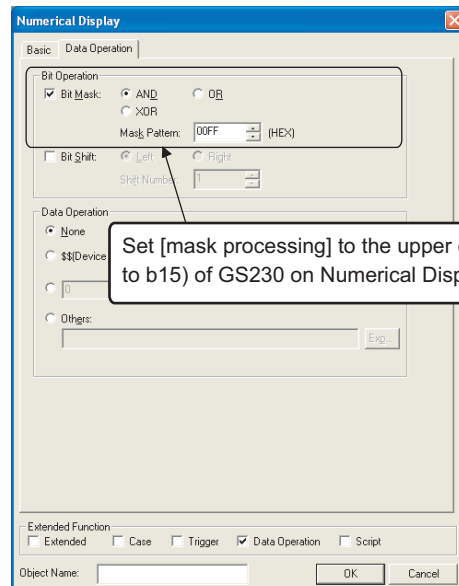 Numerical Display
Basic Data Operation
Bit Operation
Bit Mask: AND OR
XOR
Mask Pattern: 00FF (HEX)
Bit Shift: Left Right
Shift Number: 1
Data Operation
None
$$(Device
Set [mask processing] to the upper
to b15) of GS230 on Numerical Disp
0
Others:
Exp...
Extended Function
Extended Case Trigger Data Operation Script
Object Name: OK Cancel